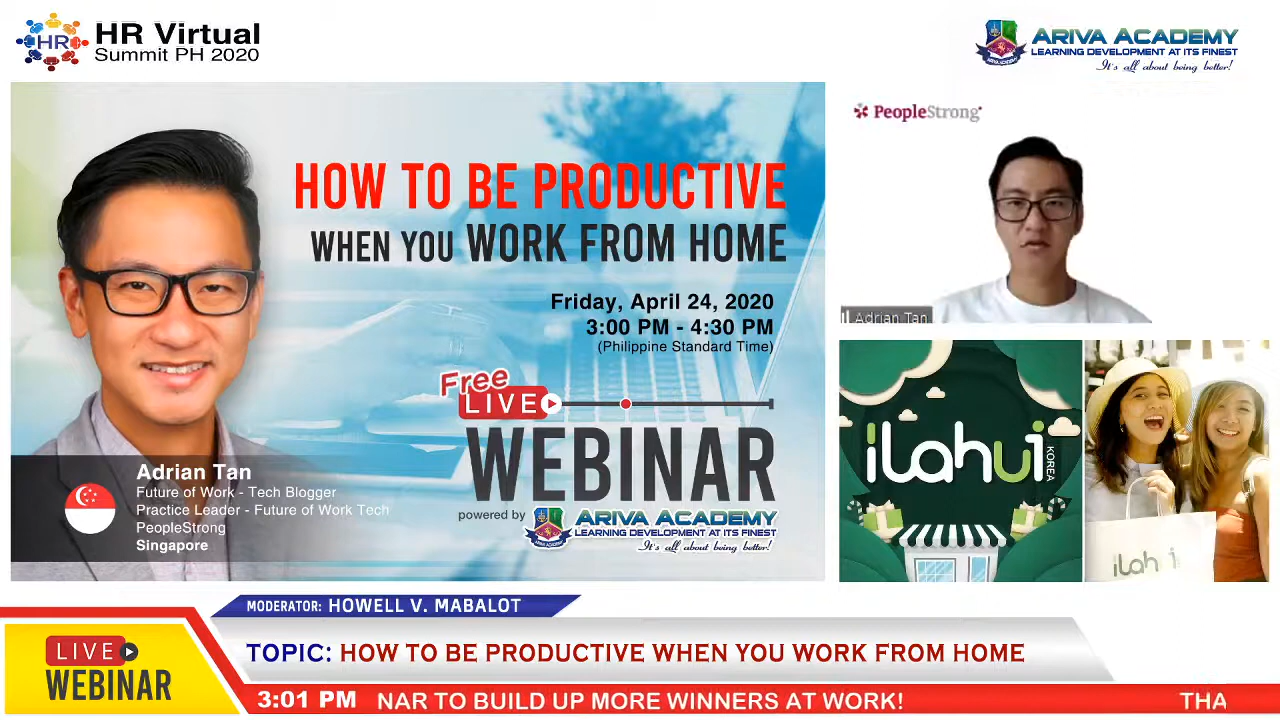 HR
HR Virtual
Summit PH 2020
ARIVA ACADEMY
LEARNING DEVELOPMENT AT ITS FINEST
It's all about being better!
HOW TO BE PRODUCTIVE
WHEN YOU WORK FROM HOME
Friday, April 24, 2020
3:00 PM - 4:30 PM
(Philippine Standard Time)
Free
LIVE
WEBINAR
powered by
ARIVA ACADEMY
LEARNING DEVELOPMENT AT ITS FINEST
It's all about being better!
Adrian Tan
Future of Work - Tech Blogger
Practice Leader - Future of Work Tech
PeopleStrong
Singapore
PeopleStrong
Adrian Tan
ilahui
KOREA
ilahui
MODERATOR: HOWELL V. MABALOT
LIVE
WEBINAR
TOPIC: HOW TO BE PRODUCTIVE WHEN YOU WORK FROM HOME
3:01 PM NAR TO BUILD UP MORE WINNERS AT WORK! THA